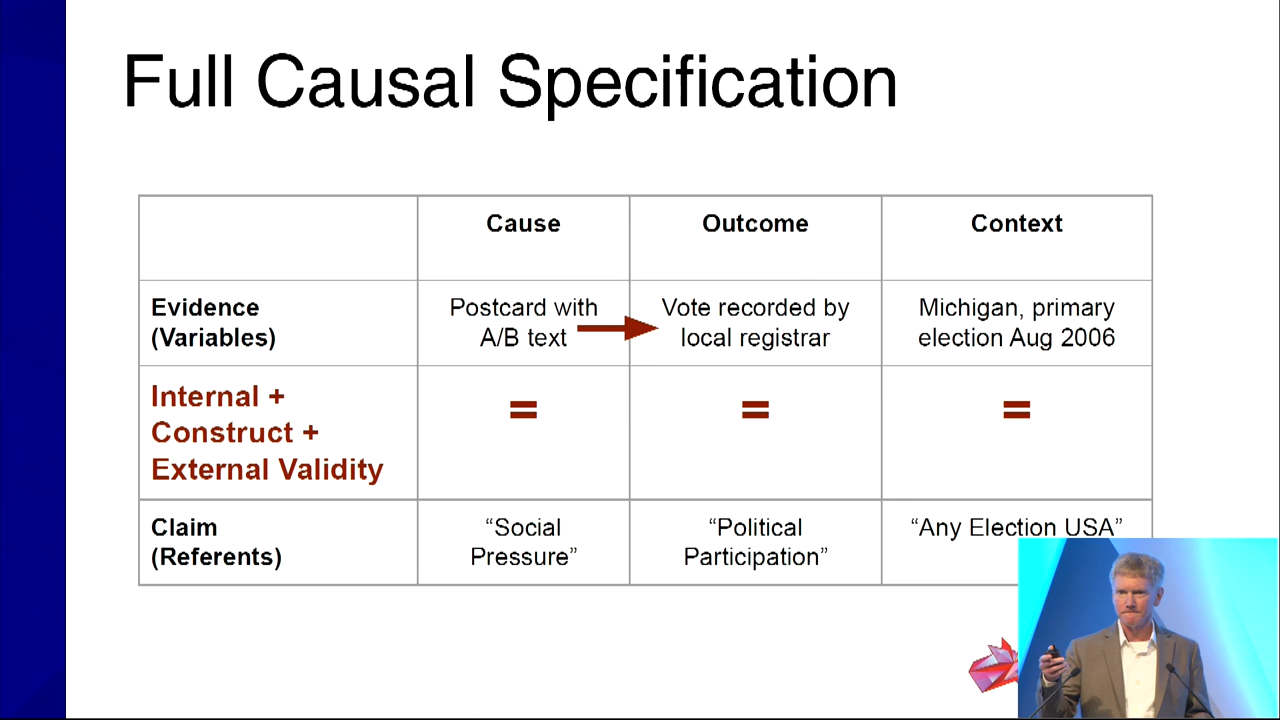 Full Causal Specification
Cause
Outcome
Context
Evidence
(Variables)
Postcard with
A/B text
Vote recorded by
local registrar
Michigan, primary
election Aug 2006
Internal +
Construct +
External Validity
=
=
=
Claim
(Referents)
“Social
Pressure”
“Political
Participation”
“Any Election USA”